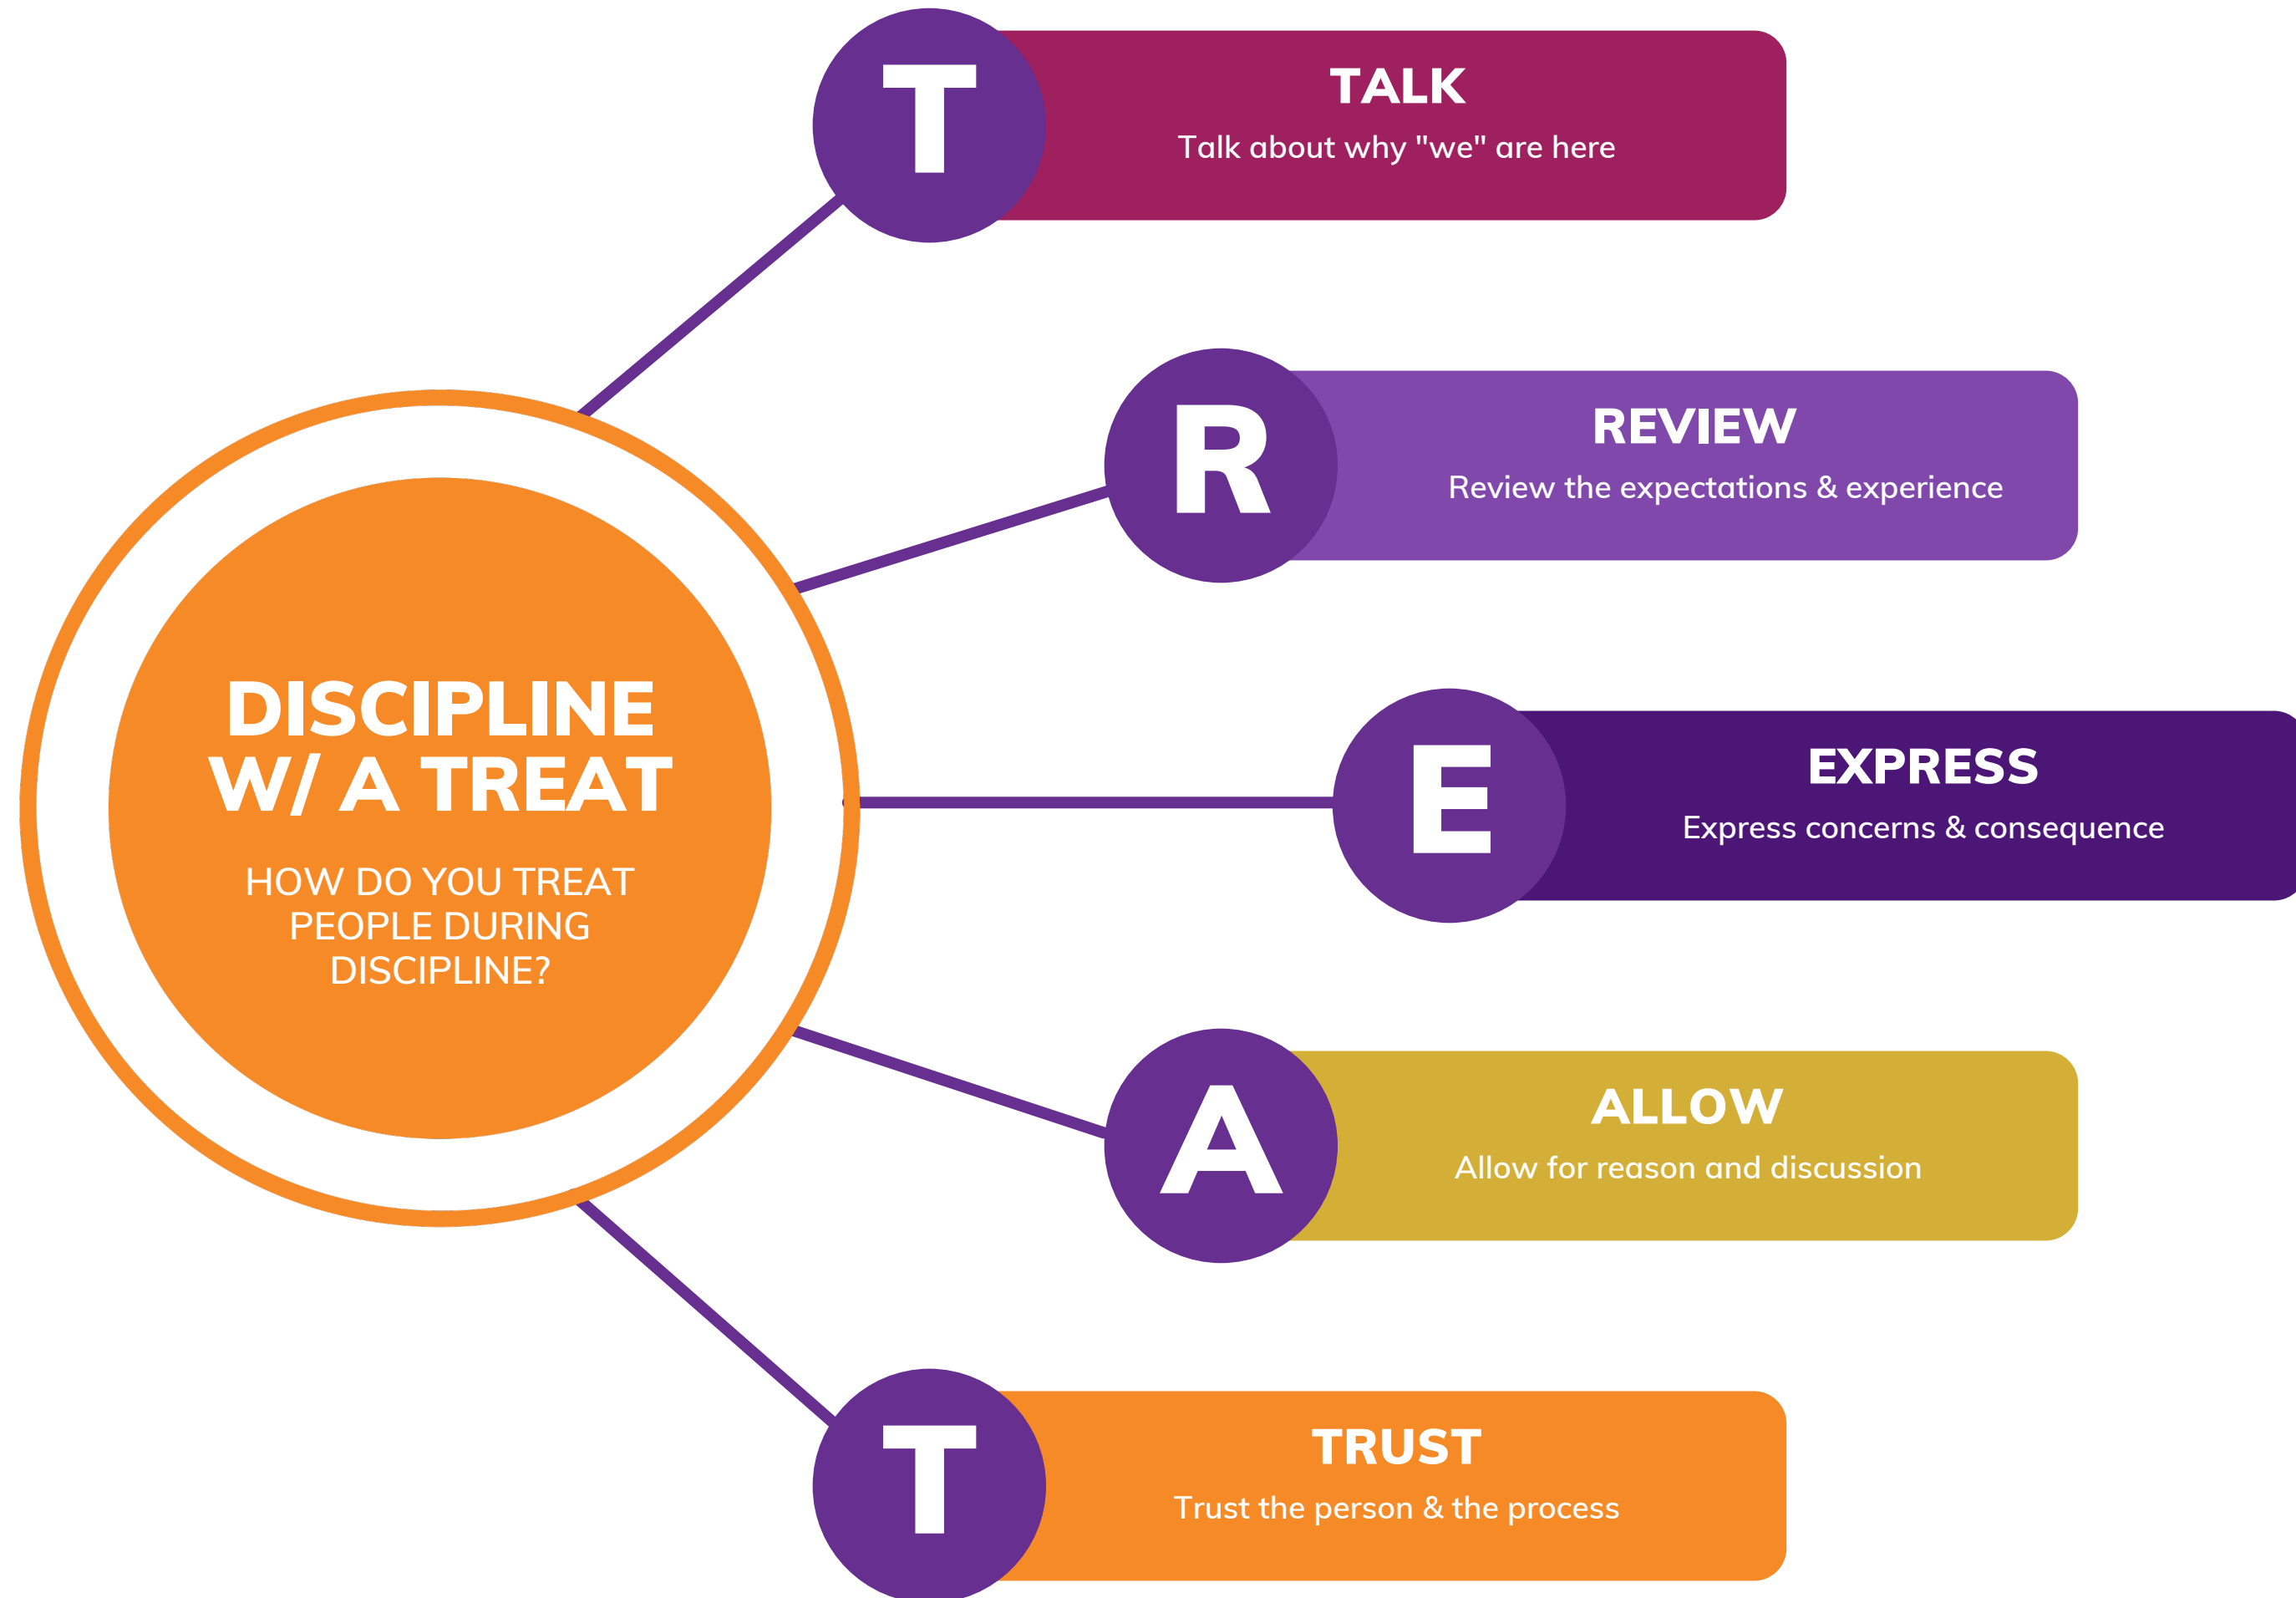 DISCIPLINE
W/ A TREAT
HOW DO YOU TREAT
PEOPLE DURING
DISCIPLINE?
T
TALK
Talk about why "we" are here
R
REVIEW
Review the expectations & experience
E
EXPRESS
Express concerns & consequence
A
ALLOW
Allow for reason and discussion
T
TRUST
Trust the person & the process